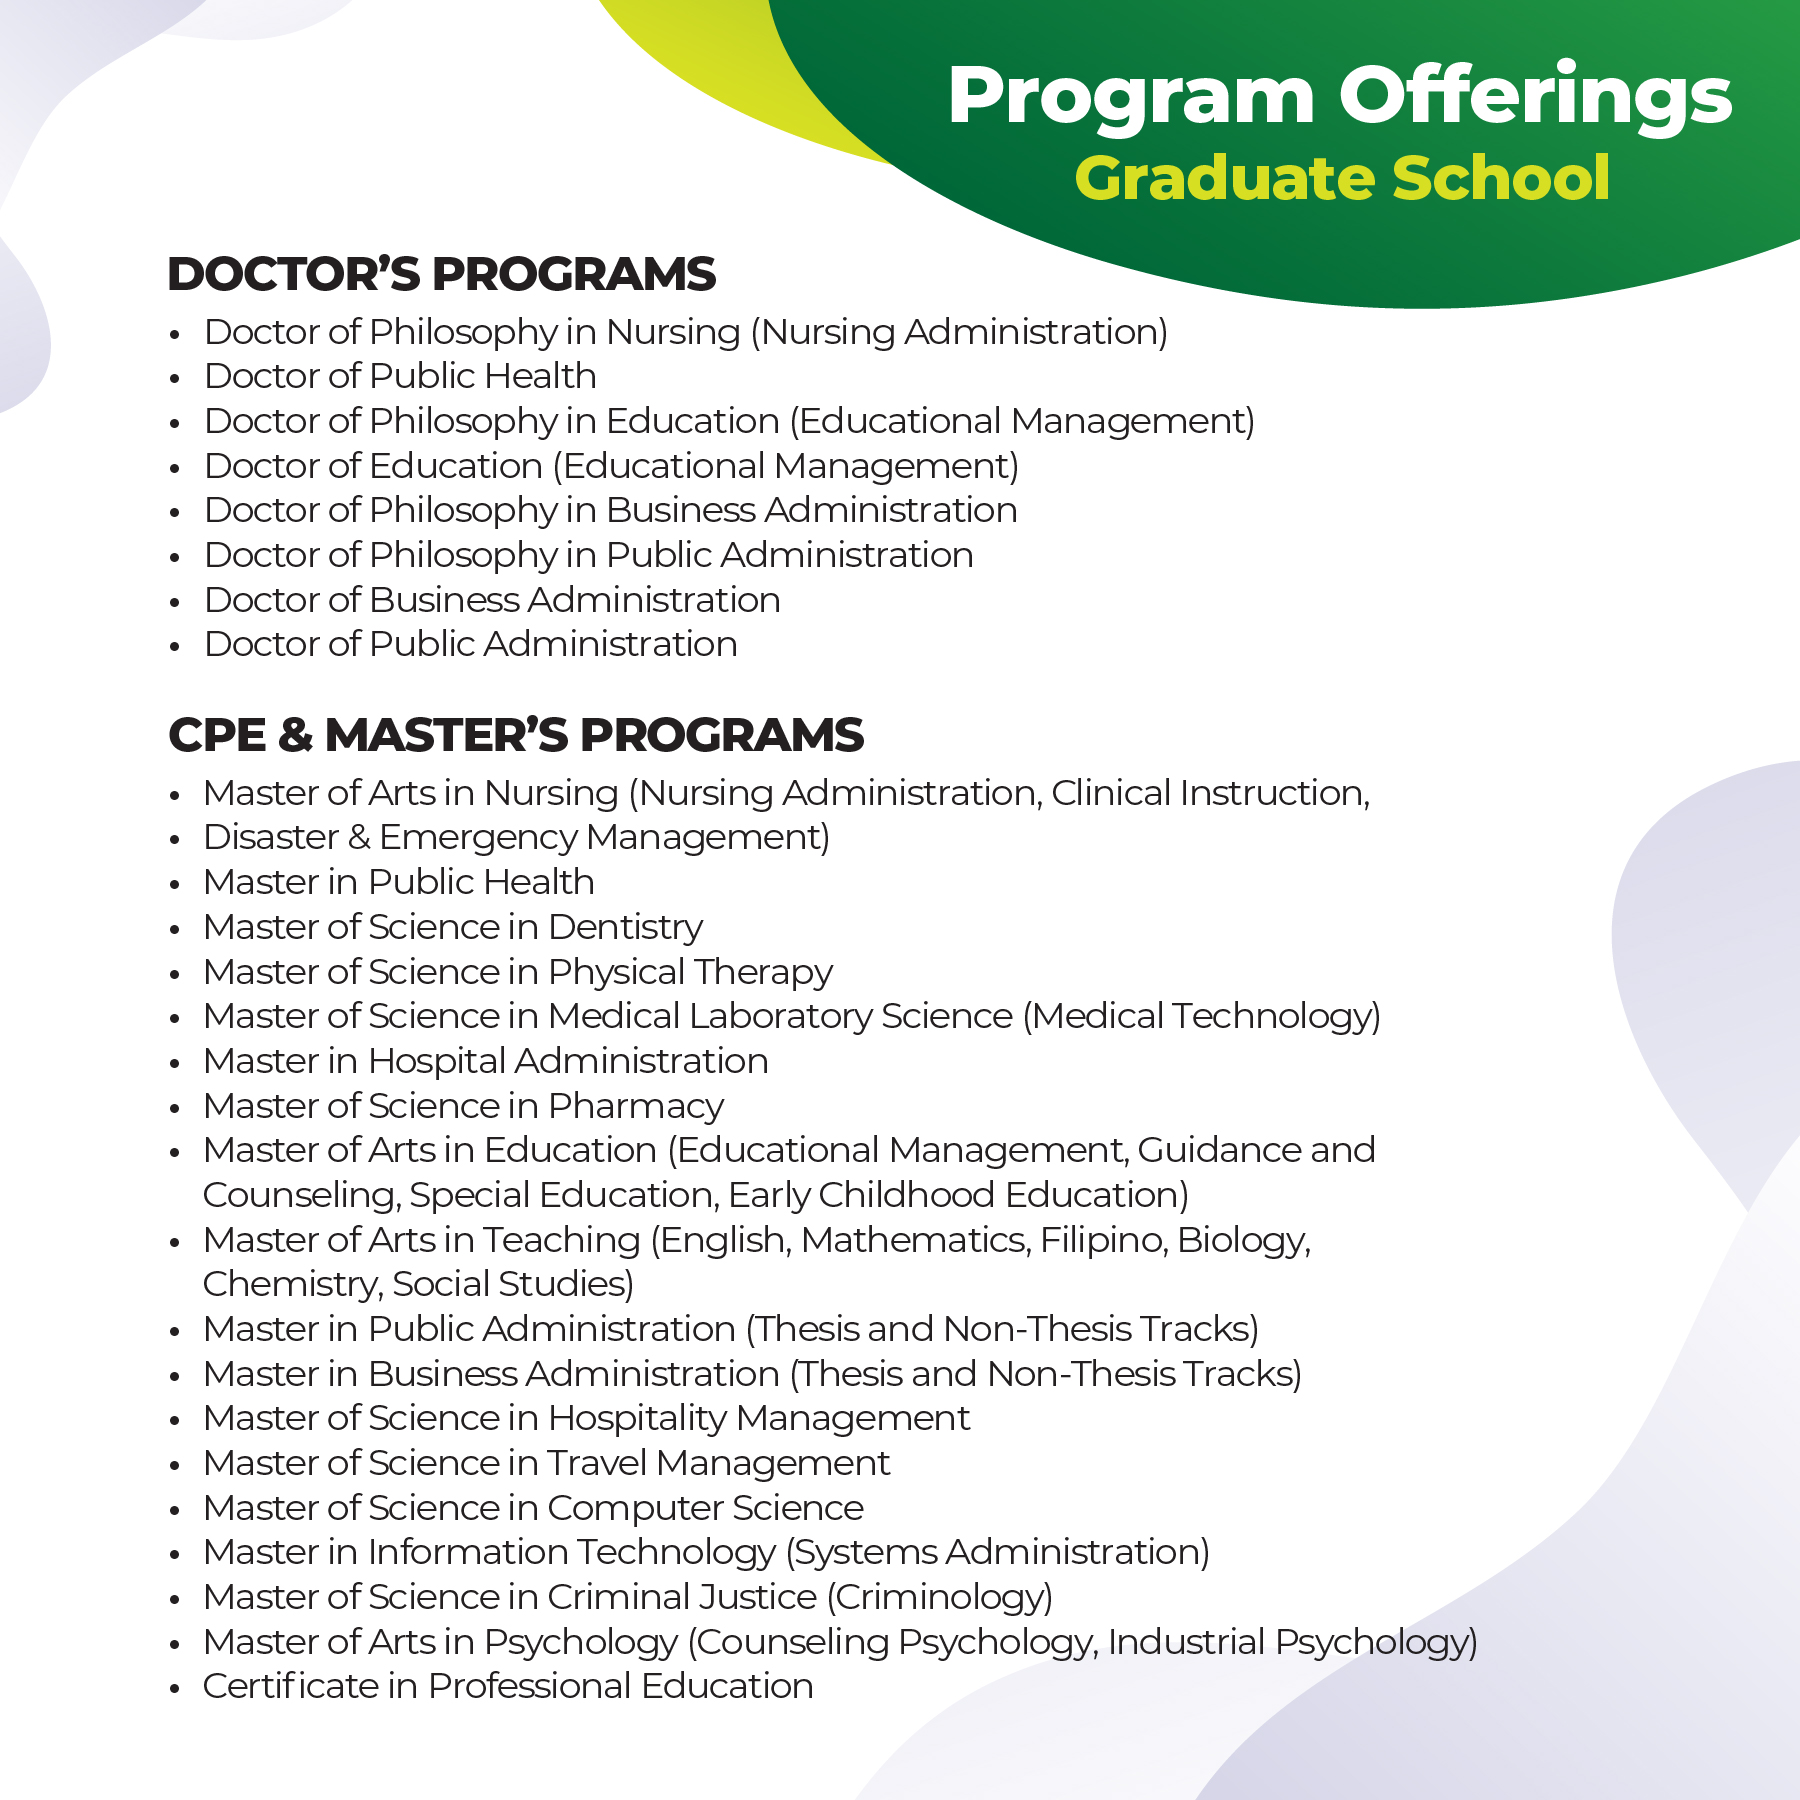 Program Offerings
Graduate School
DOCTOR’S PROGRAMS
• Doctor of Philosophy in Nursing (Nursing Administration)
• Doctor of Public Health
• Doctor of Philosophy in Education (Educational Management)
• Doctor of Education (Educational Management)
• Doctor of Philosophy in Business Administration
• Doctor of Philosophy in Public Administration
• Doctor of Business Administration
• Doctor of Public Administration
CPE & MASTER’S PROGRAMS
• Master of Arts in Nursing (Nursing Administration, Clinical Instruction,
• Disaster & Emergency Management)
• Master in Public Health
• Master of Science in Dentistry
• Master of Science in Physical Therapy
• Master of Science in Medical Laboratory Science (Medical Technology)
• Master in Hospital Administration
• Master of Science in Pharmacy
• Master of Arts in Education (Educational Management, Guidance and
Counseling, Special Education, Early Childhood Education)
• Master of Arts in Teaching (English, Mathematics, Filipino, Biology,
Chemistry, Social Studies)
• Master in Public Administration (Thesis and Non-Thesis Tracks)
• Master in Business Administration (Thesis and Non-Thesis Tracks)
• Master of Science in Hospitality Management
• Master of Science in Travel Management
• Master of Science in Computer Science
• Master in Information Technology (Systems Administration)
• Master of Science in Criminal Justice (Criminology)
• Master of Arts in Psychology (Counseling Psychology, Industrial Psychology)
• Certificate in Professional Education